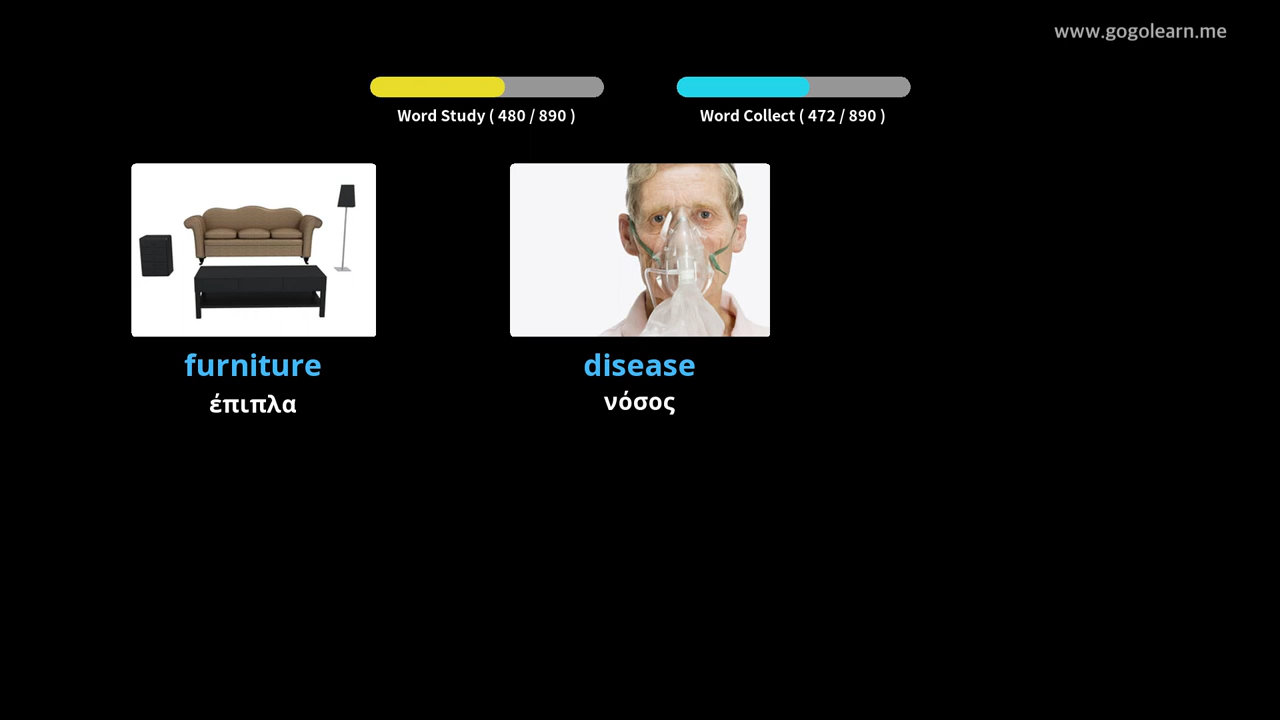 www.gogolearn.me
Word Study ( 480 / 890 )
Word Collect ( 472 / 890 )
furniture
έπιπλα
disease
νόσος